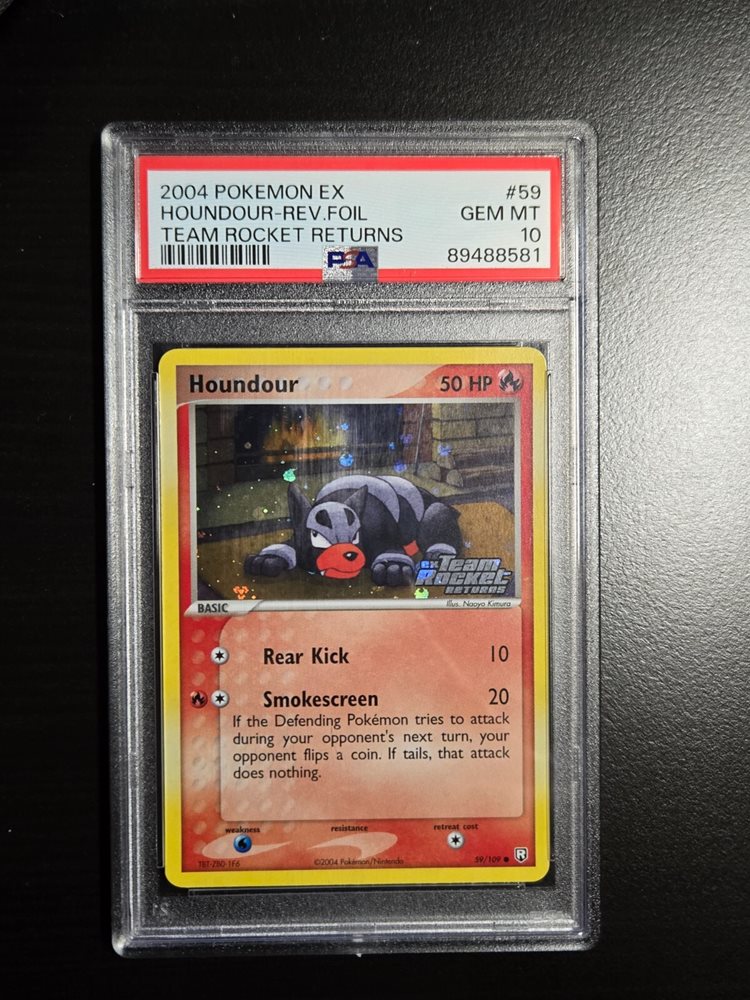 2004 POKEMON EX #59
HOUNDOUR-REV.FOIL GEM MT
TEAM ROCKET RETURNS 10
PSA 89488581
Houndour 50 HP
ex Team
Rocket
RETURNS
BASIC Illus. Naoyo Kimura
Rear Kick 10
Smokescreen 20
If the Defending Pokémon tries to attack
during your opponent's next turn, your
opponent flips a coin. If tails, that attack
does nothing.
weakness resistance retreat cost
TBT-ZB0-1F6 ©2004 Pokémon/Nintendo 59/109 ● R